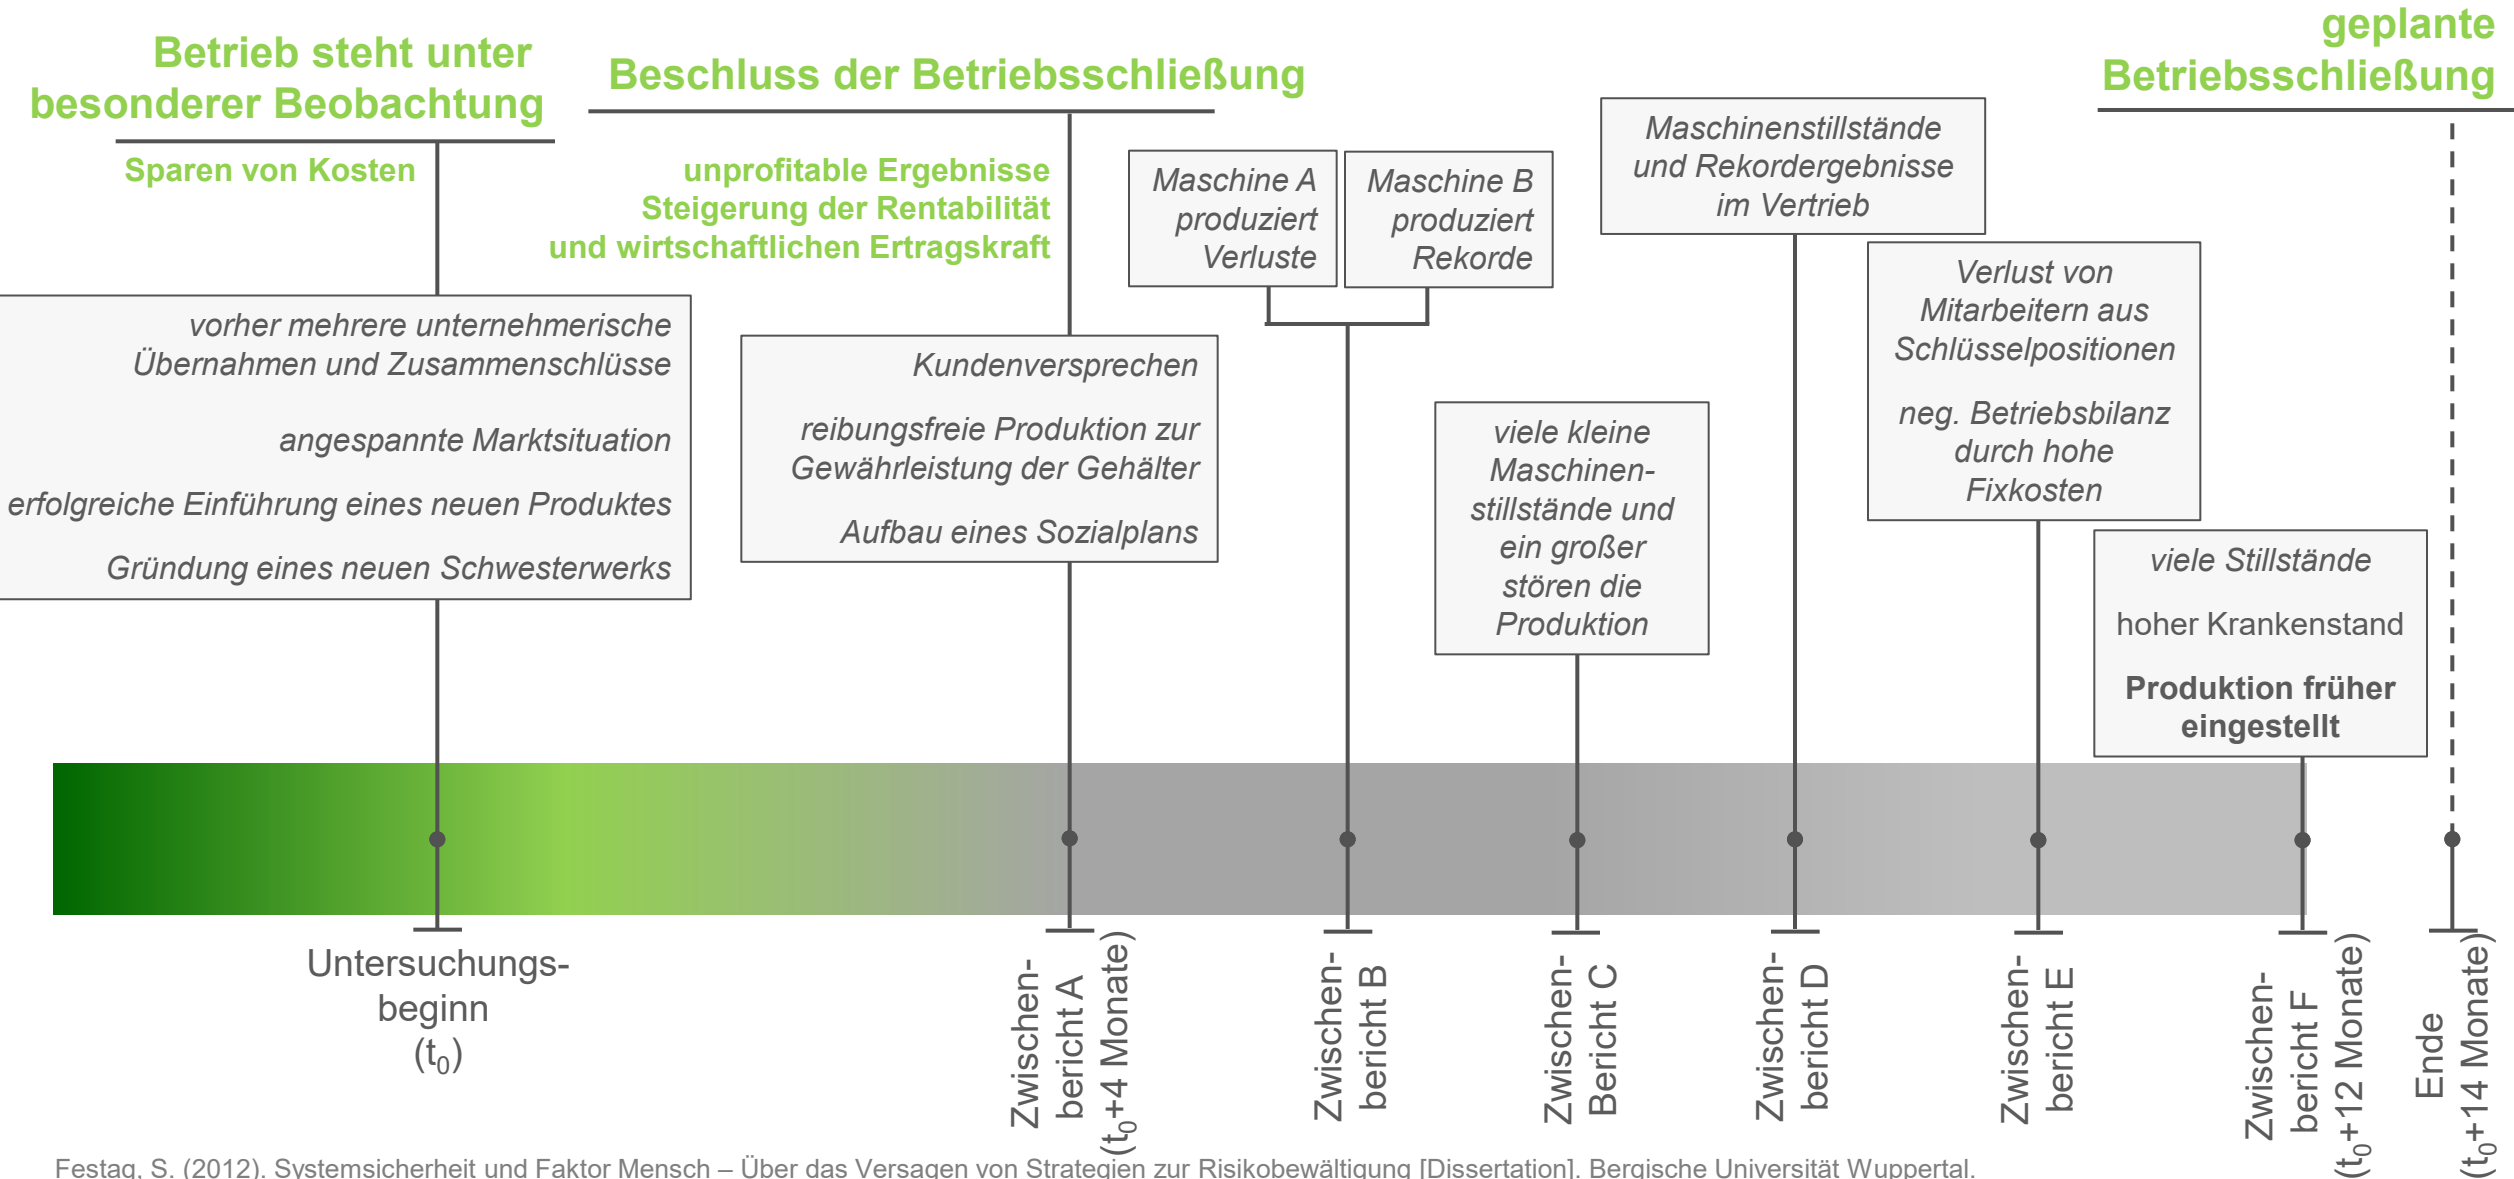 Betrieb steht unter
besonderer Beobachtung
Sparen von Kosten
vorher mehrere unternehmerische
Übernahmen und Zusammenschlüsse
angespannte Marktsituation
erfolgreiche Einführung eines neuen Produktes
Gründung eines neuen Schwesterwerks
Beschluss der Betriebsschließung
unprofitable Ergebnisse
Steigerung der Rentabilität
und wirtschaftlichen Ertragskraft
Kundenversprechen
reibungsfreie Produktion zur
Gewährleistung der Gehälter
Aufbau eines Sozialplans
Maschine A
produziert
Verluste
Maschine B
produziert
Rekorde
viele kleine
Maschinen-
stillstände und
ein großer
stören die
Produktion
Maschinenstillstände
und Rekordergebnisse
im Vertrieb
Verlust von
Mitarbeitern aus
Schlüsselpositionen
neg. Betriebsbilanz
durch hohe
Fixkosten
viele Stillstände
hoher Krankenstand
Produktion früher
eingestellt
geplante
Betriebsschließung
Untersuchungs-
beginn
(t₀)
Zwischen-
bericht A
(t₀+4 Monate)
Zwischen-
bericht B
Zwischen-
Bericht C
Zwischen-
bericht D
Zwischen-
bericht E
Zwischen-
bericht F
(t₀+12 Monate)
Ende
(t₀+14 Monate)
Festag, S. (2012). Systemsicherheit und Faktor Mensch – Über das Versagen von Strategien zur Risikobewältigung [Dissertation]. Bergische Universität Wuppertal.